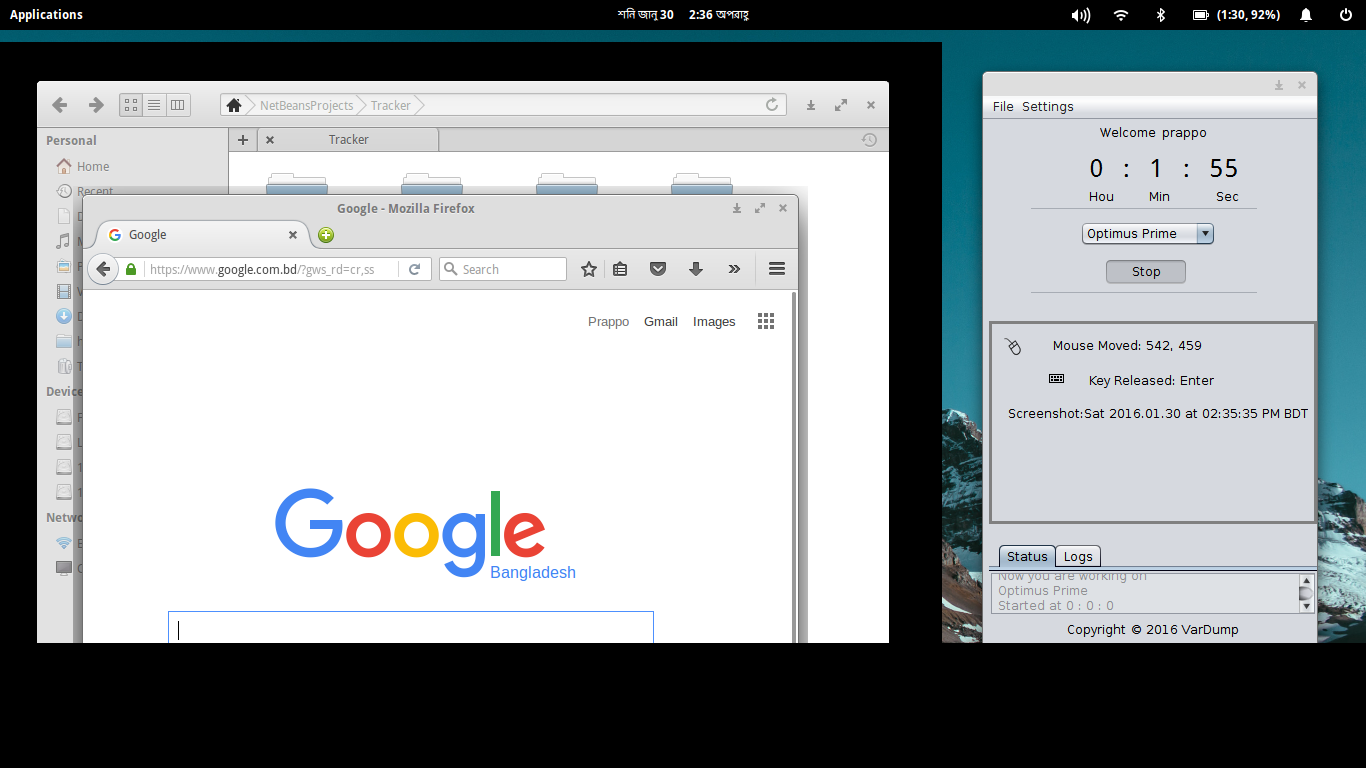 Applications
শনি জানু 30 2:36 অপরাহ্ণ
(1:30, 92%)
NetBeansProjects
Tracker
Personal
Tracker
Home
Recent
Google - Mozilla Firefox
Google
https://www.google.com.bd/?gws_rd=cr,ss
Search
Prappo Gmail Images
Google
Bangladesh
File Settings
Welcome prappo
0 : 1 : 55
Hou Min Sec
Optimus Prime
Stop
Mouse Moved: 542, 459
Key Released: Enter
Screenshot:Sat 2016.01.30 at 02:35:35 PM BDT
Status Logs
Now you are working on
Optimus Prime
Started at 0 : 0 : 0
Copyright © 2016 VarDump